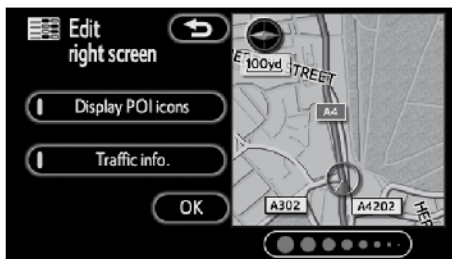 Edit
right screen
100yd
STREET
Display POI icons
A4
Traffic info.
OK
A302
A4202